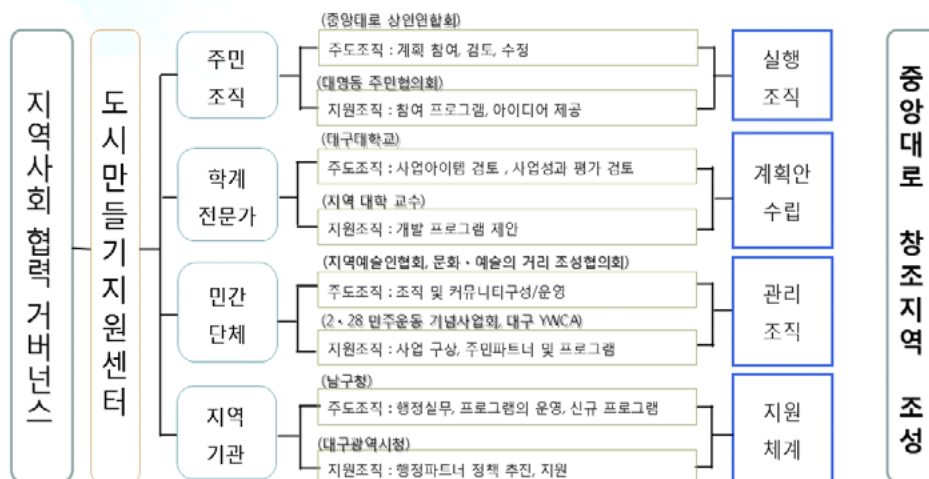 지역사회 협력 거버넌스
도시만들기지원센터
주민
조직
(중앙대로 상인연합회)
주도조직 : 계획 참여, 검토, 수정
(대명동 주민협의회)
지원조직 : 참여 프로그램, 아이디어 제공
실행
조직
학계
전문가
(대구대학교)
주도조직 : 사업아이템 검토 , 사업성과 평가 검토
(지역 대학 교수)
지원조직 : 개발 프로그램 제안
계획안
수립
민간
단체
(지역예술인협회, 문화・예술의 거리 조성협의회)
주도조직 : 조직 및 커뮤니티구성/운영
(2・28 민주운동 기념사업회, 대구 YWCA)
지원조직 : 사업 구상, 주민파트너 및 프로그램
관리
조직
지역
기관
(남구청)
주도조직 : 행정실무, 프로그램의 운영, 신규 프로그램
(대구광역시청)
지원조직 : 행정파트너 정책 추진, 지원
지원
체계
중앙대로 창조지역 조성